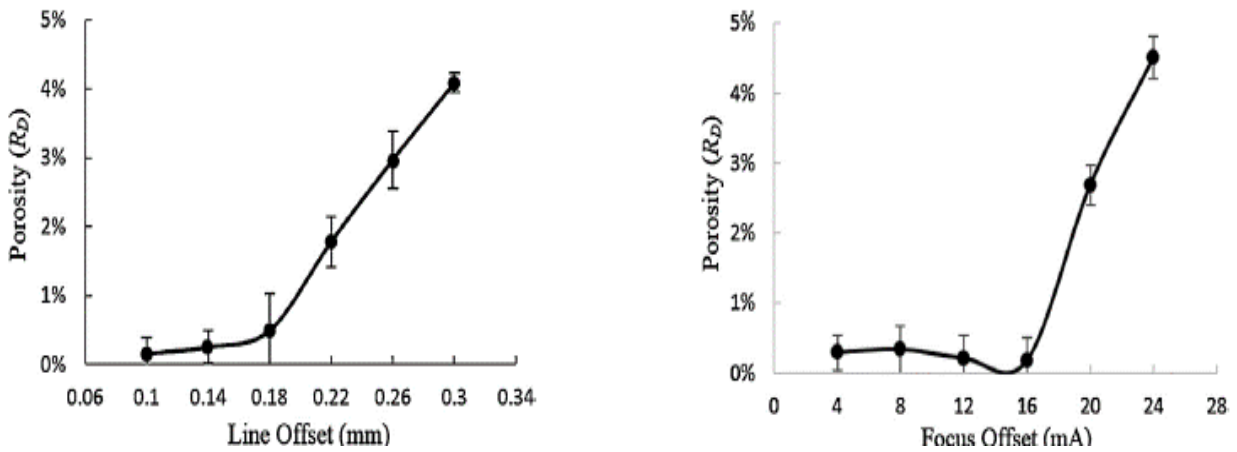 5%
4%
3%
2%
1%
0%
Porosity (R_D)
0.06 0.1 0.14 0.18 0.22 0.26 0.3 0.34
Line Offset (mm)
5%
4%
3%
2%
1%
0%
Porosity (R_D)
0 4 8 12 16 20 24 28
Focus Offset (mA)